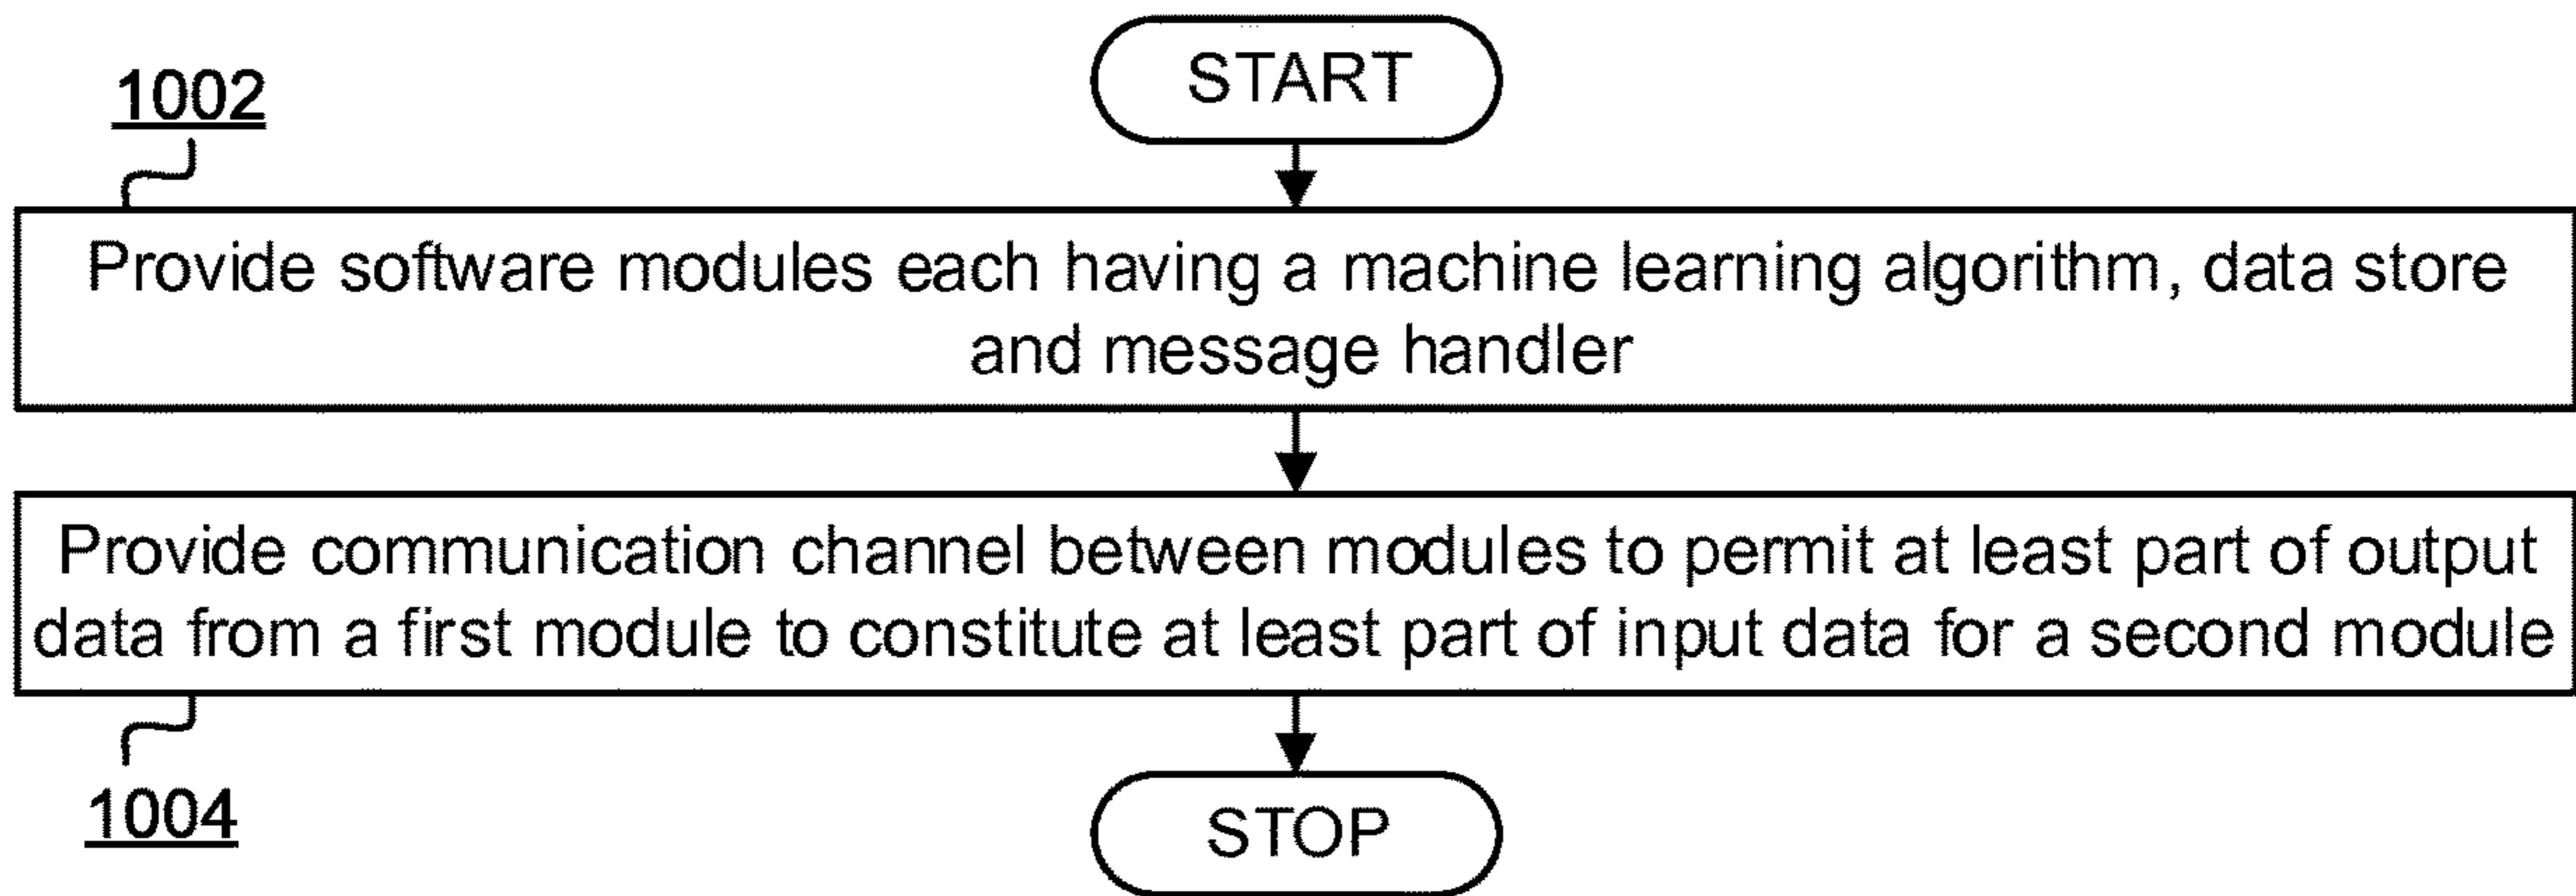 START
1002
Provide software modules each having a machine learning algorithm, data store
and message handler
Provide communication channel between modules to permit at least part of output
data from a first module to constitute at least part of input data for a second module
1004
STOP